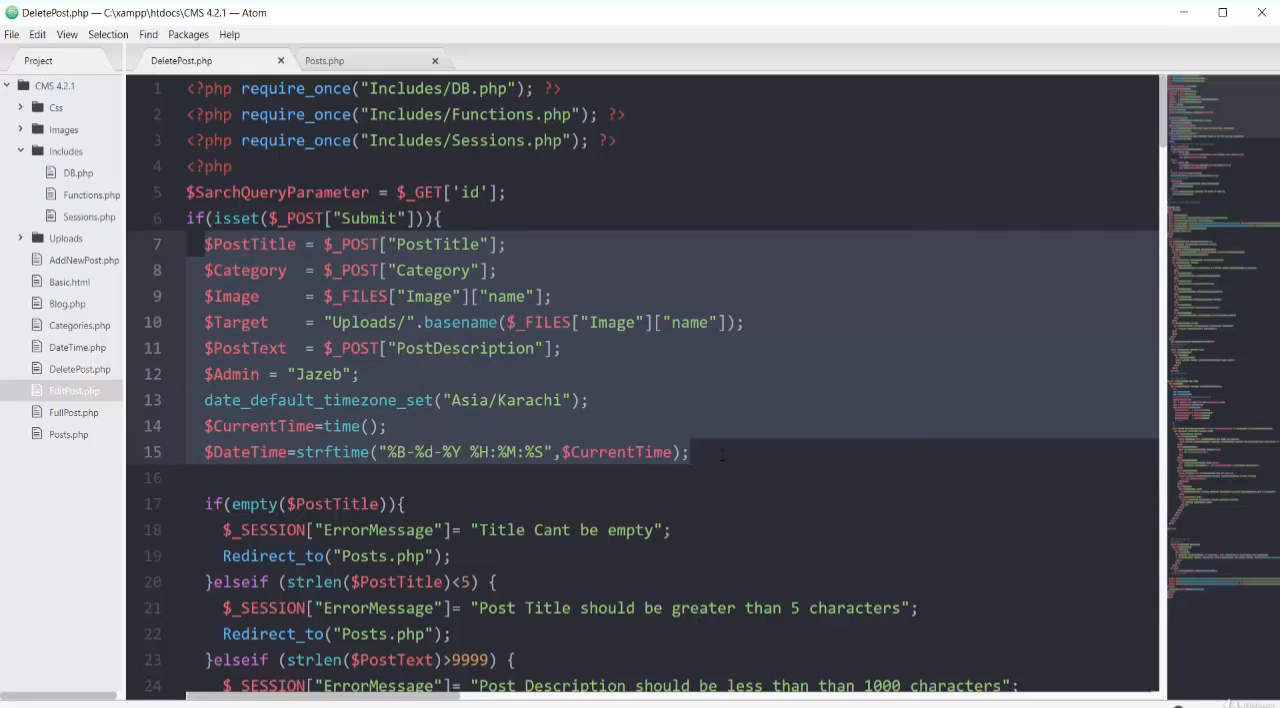 DeletePost.php — C:\xampp\htdocs\CMS 4.2.1 — Atom
File Edit View Selection Find Packages Help
Project
DeletePost.php
Posts.php
CMS 4.2.1
Css
Images
Includes
DB.php
Functions.php
Sessions.php
Uploads
AddNewPost.php
Basic.html
Blog.php
Categories.php
DateTime.php
DeletePost.php
EditPost.php
FullPost.php
Posts.php
1 <?php require_once("Includes/DB.php"); ?>
2 <?php require_once("Includes/Functions.php"); ?>
3 <?php require_once("Includes/Sessions.php"); ?>
4 <?php
5 $SarchQueryParameter = $_GET['id'];
6 if(isset($_POST["Submit"])){
7 $PostTitle = $_POST["PostTitle"];
8 $Category = $_POST["Category"];
9 $Image = $_FILES["Image"]["name"];
10 $Target = "Uploads/".basename($_FILES["Image"]["name"]);
11 $PostText = $_POST["PostDescription"];
12 $Admin = "Jazeb";
13 date_default_timezone_set("Asia/Karachi");
14 $CurrentTime=time();
15 $DateTime=strftime("%B-%d-%Y %H:%M:%S",$CurrentTime);
16
17 if(empty($PostTitle)){
18 $_SESSION["ErrorMessage"]= "Title Cant be empty";
19 Redirect_to("Posts.php");
20 }elseif (strlen($PostTitle)<5) {
21 $_SESSION["ErrorMessage"]= "Post Title should be greater than 5 characters";
22 Redirect_to("Posts.php");
23 }elseif (strlen($PostText)>9999) {
24 $_SESSION["ErrorMessage"]= "Post Description should be less than than 1000 characters";